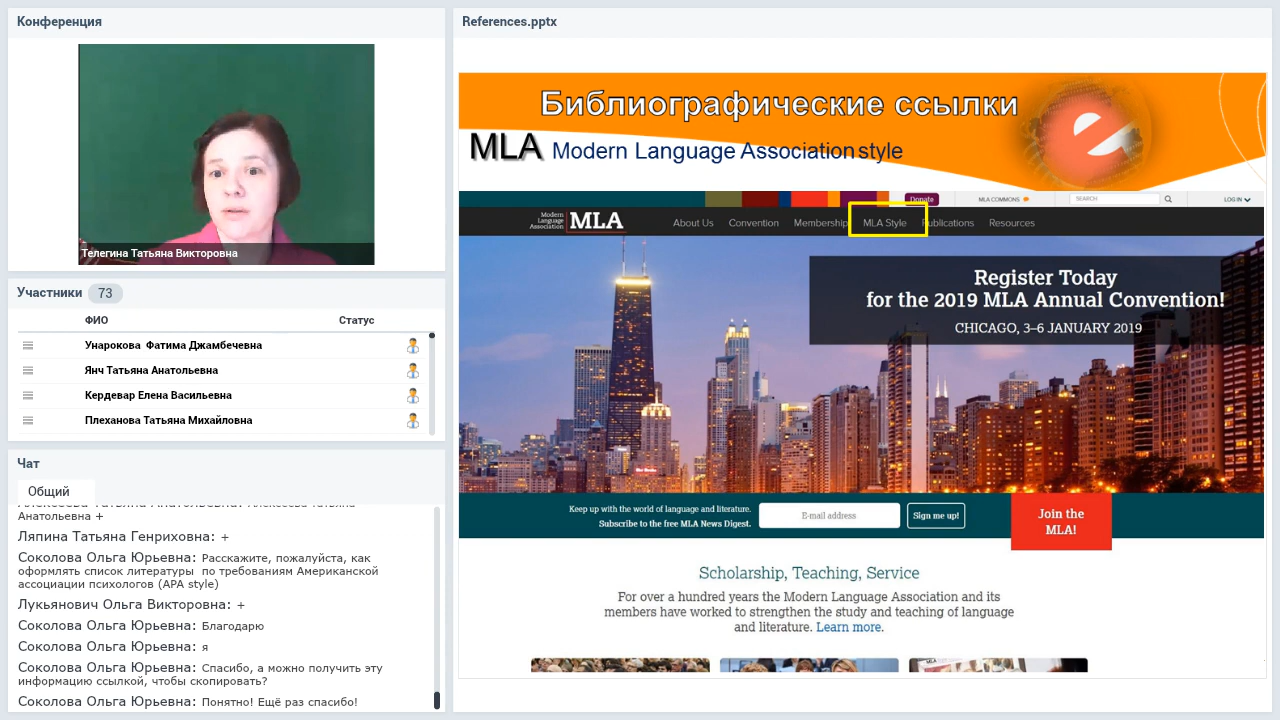 Конференция
Телегина Татьяна Викторовна
Участники 73
ФИО Статус
Унарокова Фатима Джамбечевна
Янч Татьяна Анатольевна
Кердевар Елена Васильевна
Плеханова Татьяна Михайловна
Чат
Общий
Алексеева Татьяна Анатольевна: Алексеева Татьяна
Анатольевна +
Ляпина Татьяна Генриховна: +
Соколова Ольга Юрьевна: Расскажите, пожалуйста, как
оформлять список литературы по требованиям Американской
ассоциации психологов (APA style)
Лукьянович Ольга Викторовна: +
Соколова Ольга Юрьевна: Благодарю
Соколова Ольга Юрьевна: я
Соколова Ольга Юрьевна: Спасибо, а можно получить эту
информацию ссылкой, чтобы скопировать?
Соколова Ольга Юрьевна: Понятно! Ещё раз спасибо!
References.pptx
Библиографические ссылки
MLA Modern Language Association style
Donate MLA COMMONS SEARCH LOG IN
Modern
Language
Association
MLA
About Us Convention Membership MLA Style Publications Resources
Register Today
for the 2019 MLA Annual Convention!
CHICAGO, 3–6 JANUARY 2019
Keep up with the world of language and literature.
Subscribe to the free MLA News Digest.
E-mail address
Sign me up!
Join the
MLA!
Scholarship, Teaching, Service
For over a hundred years the Modern Language Association and its
members have worked to strengthen the study and teaching of language
and literature. Learn more.